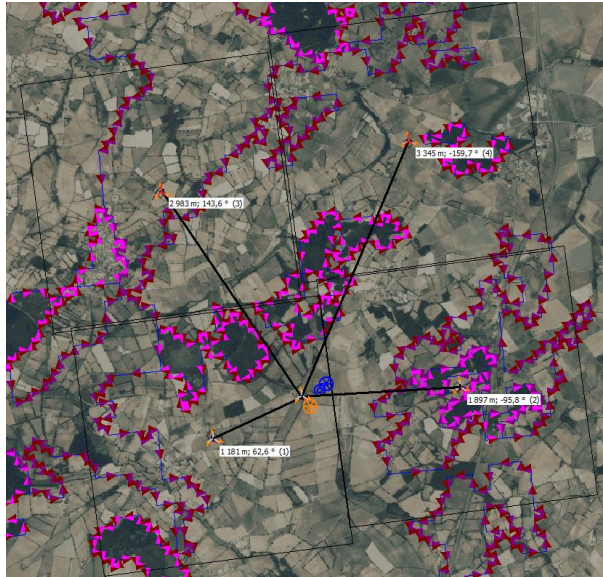 3 345 m; -159,7 ° (4)
2 983 m; 143,6 ° (3)
1 897 m; -95,8 ° (2)
1 181 m; 62,6 ° (1)